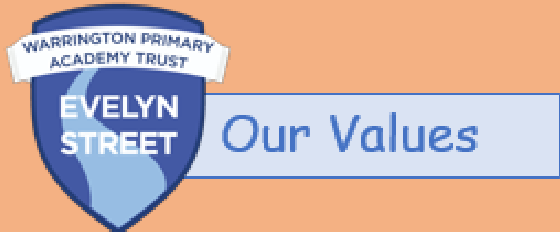 WARRINGTON PRIMARY
ACADEMY TRUST
EVELYN
STREET
Our Values